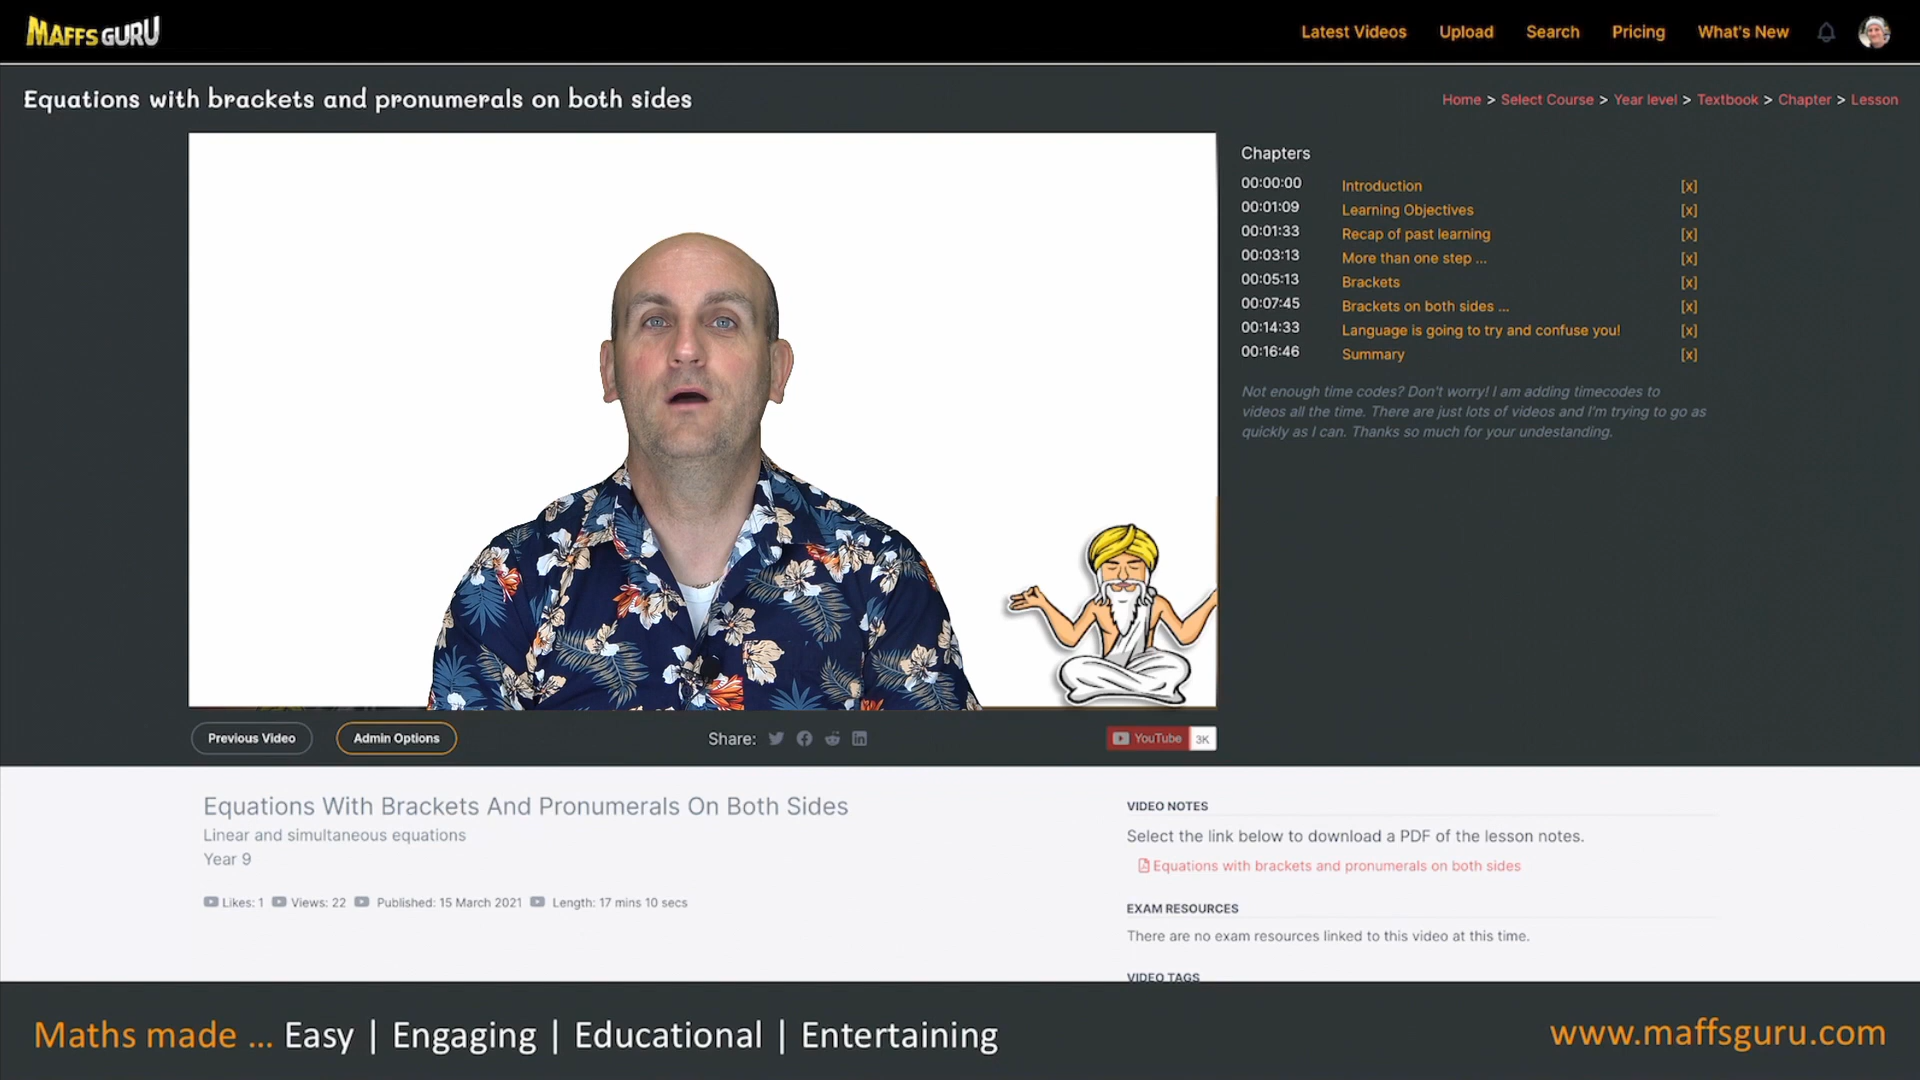 MAFFSGURU
Latest Videos Upload Search Pricing What's New
Equations with brackets and pronumerals on both sides
Home > Select Course > Year level > Textbook > Chapter > Lesson
Chapters
00:00:00 Introduction [x]
00:01:09 Learning Objectives [x]
00:01:33 Recap of past learning [x]
00:03:13 More than one step ... [x]
00:05:13 Brackets [x]
00:07:45 Brackets on both sides ... [x]
00:14:33 Language is going to try and confuse you! [x]
00:16:46 Summary [x]
Not enough time codes? Don't worry! I am adding timecodes to
videos all the time. There are just lots of videos and I'm trying to go as
quickly as I can. Thanks so much for your undestanding.
Previous Video Admin Options Share: YouTube 3K
Equations With Brackets And Pronumerals On Both Sides
Linear and simultaneous equations
Year 9
Likes: 1 Views: 22 Published: 15 March 2021 Length: 17 mins 10 secs
VIDEO NOTES
Select the link below to download a PDF of the lesson notes.
Equations with brackets and pronumerals on both sides
EXAM RESOURCES
There are no exam resources linked to this video at this time.
VIDEO TAGS
Maths made ... Easy | Engaging | Educational | Entertaining
www.maffsguru.com